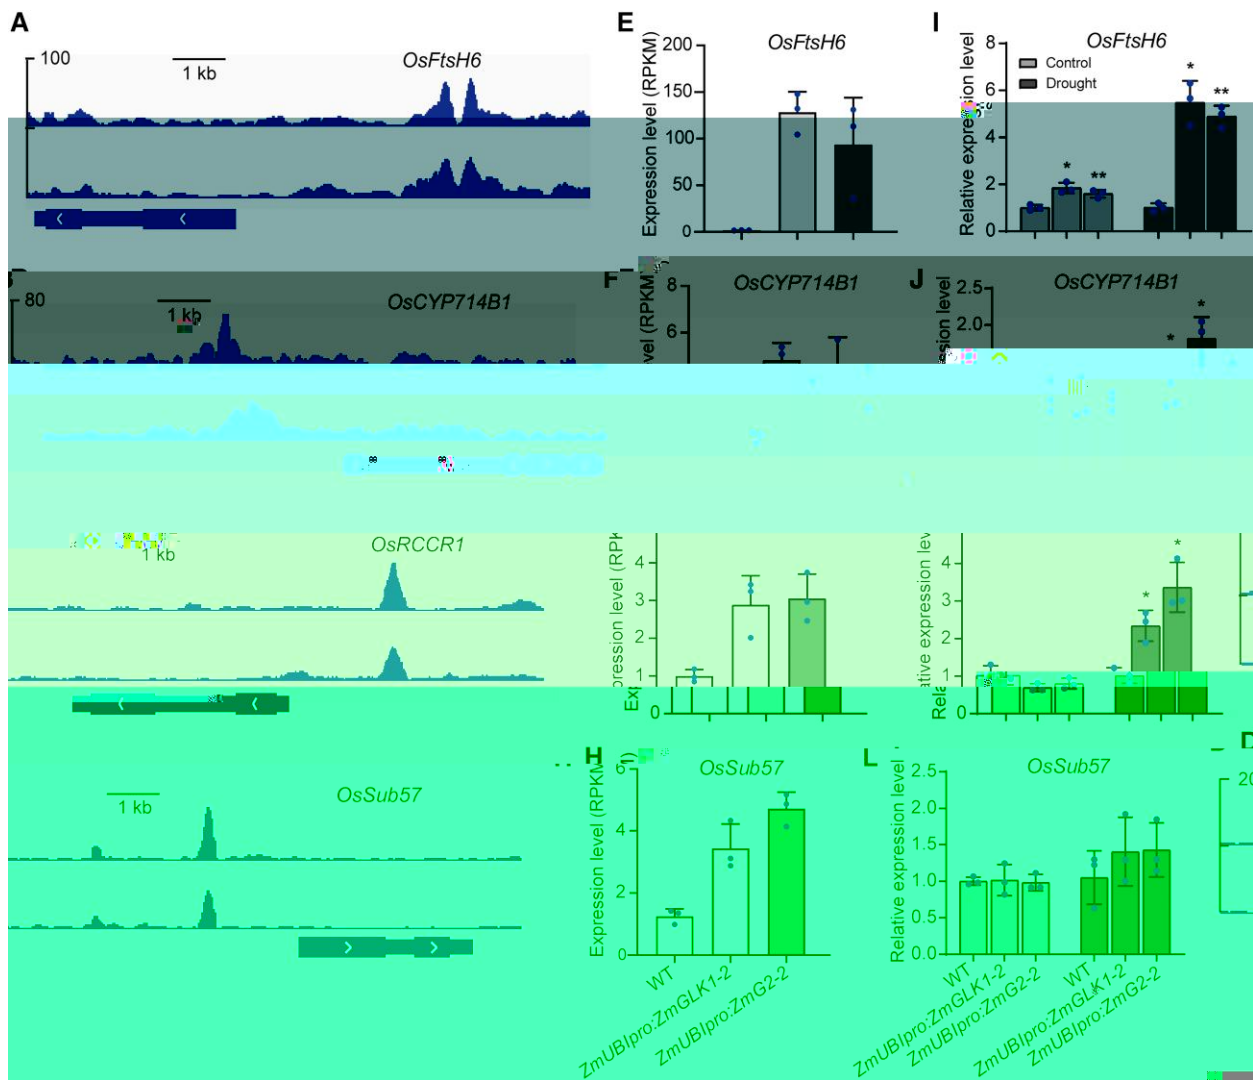 A
100
1 kb
OsFtsH6
E
OsFtsH6
Expression level (RPKM)
200
150
100
50
0
I
OsFtsH6
Relative expression level
8
6
4
2
0
Control
Drought
*
**
*
**
80
1 kb
OsCYP714B1
F
OsCYP714B1
8
6
J
OsCYP714B1
2.5
2.0
*
*
1 kb
OsRCCR1
4
3
2
1
0
4
3
2
1
0
*
*
1 kb
OsSub57
H
OsSub57
Expression level (RPKM
6
4
2
0
WT
ZmUBIpro:ZmGLK1-2
ZmUBIpro:ZmG2-2
L
OsSub57
Relative expression level
2.5
2.0
1.5
1.0
0.5
0.0
WT
ZmUBIpro:ZmGLK1-2
ZmUBIpro:ZmG2-2
WT
ZmUBIpro:ZmGLK1-2
ZmUBIpro:ZmG2-2
20